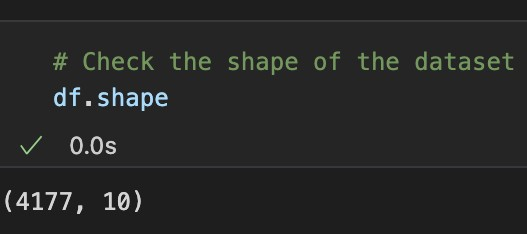 # Check the shape of the dataset
df.shape
0.0s
(4177, 10)